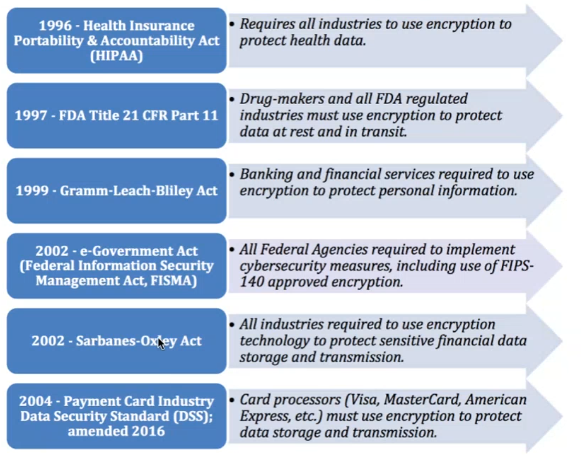 1996 - Health Insurance
Portability & Accountability Act
(HIPAA)
• Requires all industries to use encryption to
protect health data.
1997 - FDA Title 21 CFR Part 11
• Drug-makers and all FDA regulated
industries must use encryption to protect
data at rest and in transit.
1999 - Gramm-Leach-Bliley Act
• Banking and financial services required to use
encryption to protect personal information.
2002 - e-Government Act
(Federal Information Security
Management Act, FISMA)
• All Federal Agencies required to implement
cybersecurity measures, including use of FIPS-
140 approved encryption.
2002 - Sarbanes-Oxley Act
• All industries required to use encryption
technology to protect sensitive financial data
storage and transmission.
2004 - Payment Card Industry
Data Security Standard (DSS);
amended 2016
• Card processors (Visa, MasterCard, American
Express, etc.) must use encryption to protect
data storage and transmission.